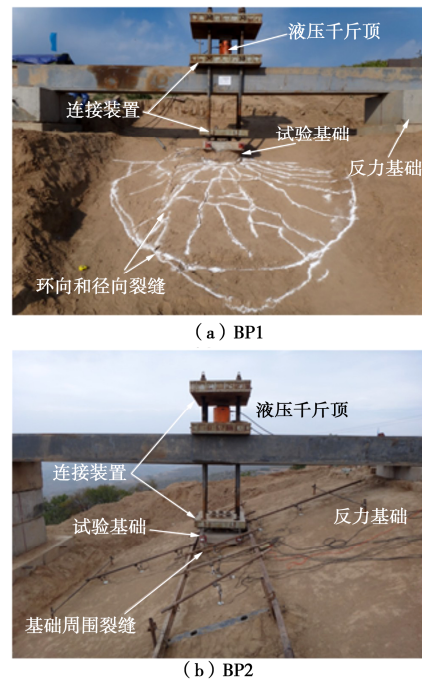 液压千斤顶
连接装置
试验基础
反力基础
环向和径向裂缝
（a）BP1
液压千斤顶
连接装置
反力基础
试验基础
基础周围裂缝
（b）BP2